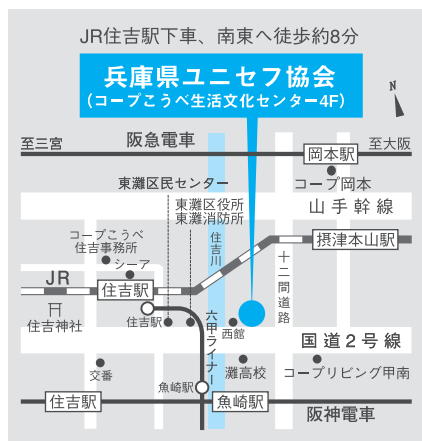 JR住吉駅下車、南東へ徒歩約8分
兵庫県ユニセフ協会
(コープこうべ生活文化センター4F)
N
至三宮
阪急電車
至大阪
岡本駅
コープ岡本
東灘区民センター
東灘区役所
東灘消防所
山手幹線
コープこうべ
住吉事務所
シーア
住吉川
十二間道路
摂津本山駅
JR
住吉駅
住吉神社
住吉駅
六甲ライナー
西館
国道2号線
交番
灘高校
コープリビング甲南
魚崎駅
住吉駅
魚崎駅
阪神電車